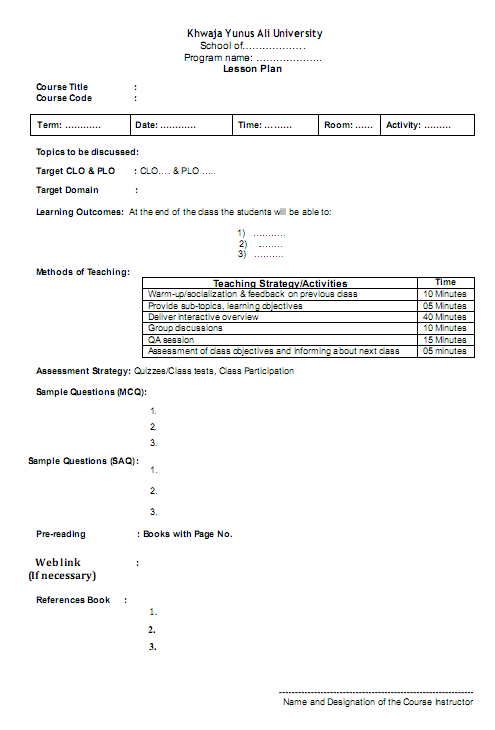 Khwaja Yunus Ali University
School of..................
Program name: ...................
Lesson Plan
Course Title :
Course Code :
Term: ............ Date: ............ Time: ......... Room: ...... Activity: .........
Topics to be discussed:
Target CLO & PLO : CLO.... & PLO .....
Target Domain :
Learning Outcomes: At the end of the class the students will be able to:
1) ...........
2) ........
3) ..........
Methods of Teaching:
Teaching Strategy/Activities Time
Warm-up/socialization & feedback on previous class 10 Minutes
Provide sub-topics, learning objectives 05 Minutes
Deliver interactive overview 40 Minutes
Group discussions 10 Minutes
QA session 15 Minutes
Assessment of class objectives and informing about next class 05 minutes
Assessment Strategy: Quizzes/Class tests, Class Participation
Sample Questions (MCQ):
1.
2.
3.
Sample Questions (SAQ):
1.
2.
3.
Pre-reading : Books with Page No.
Web link :
(If necessary)
References Book :
1.
2.
3.
Name and Designation of the Course Instructor